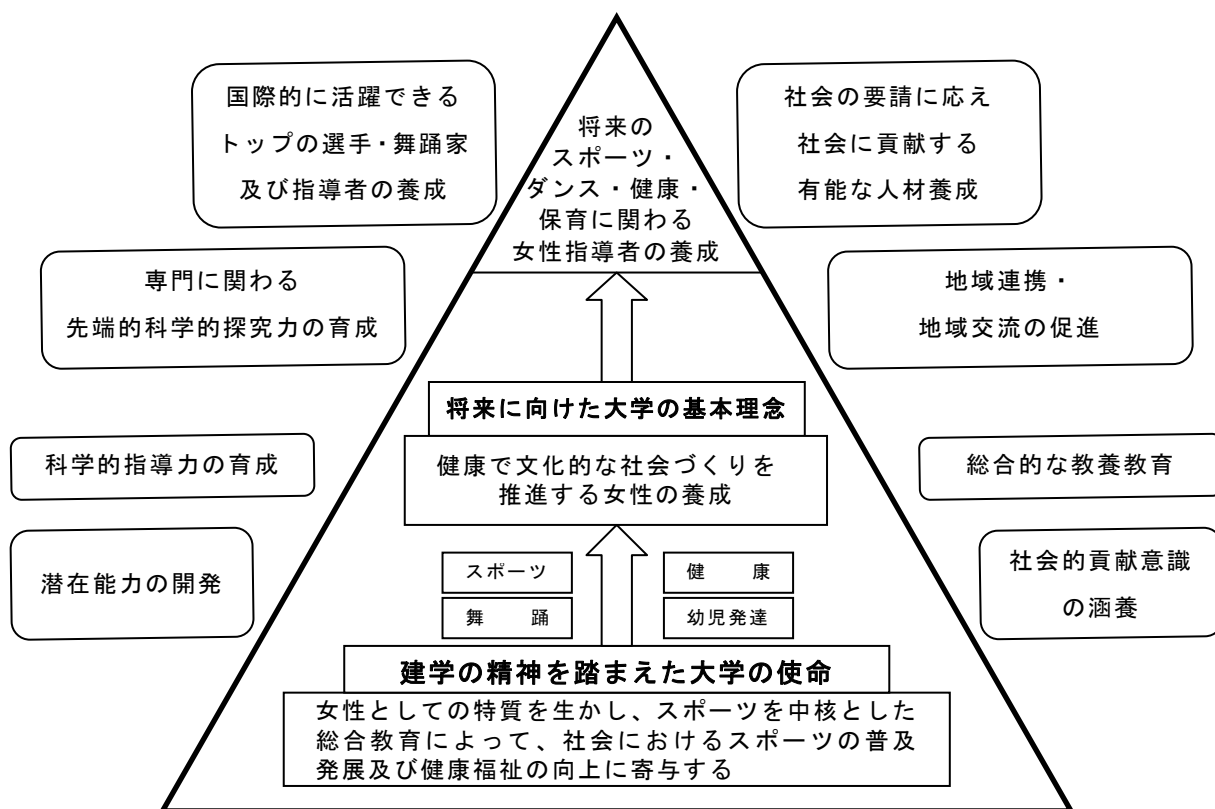 国際的に活躍できる
トップの選手・舞踊家
及び指導者の養成
社会の要請に応え
社会に貢献する
有能な人材養成
将来の
スポーツ・
ダンス・健康・
保育に関わる
女性指導者の養成
専門に関わる
先端的科学的探究力の育成
地域連携・
地域交流の促進
将来に向けた大学の基本理念
健康で文化的な社会づくりを
推進する女性の養成
科学的指導力の育成
総合的な教養教育
潜在能力の開発
社会的貢献意識
の涵養
スポーツ
健　康
舞　踊
幼児発達
建学の精神を踏まえた大学の使命
女性としての特質を生かし、スポーツを中核とした
総合教育によって、社会におけるスポーツの普及
発展及び健康福祉の向上に寄与する